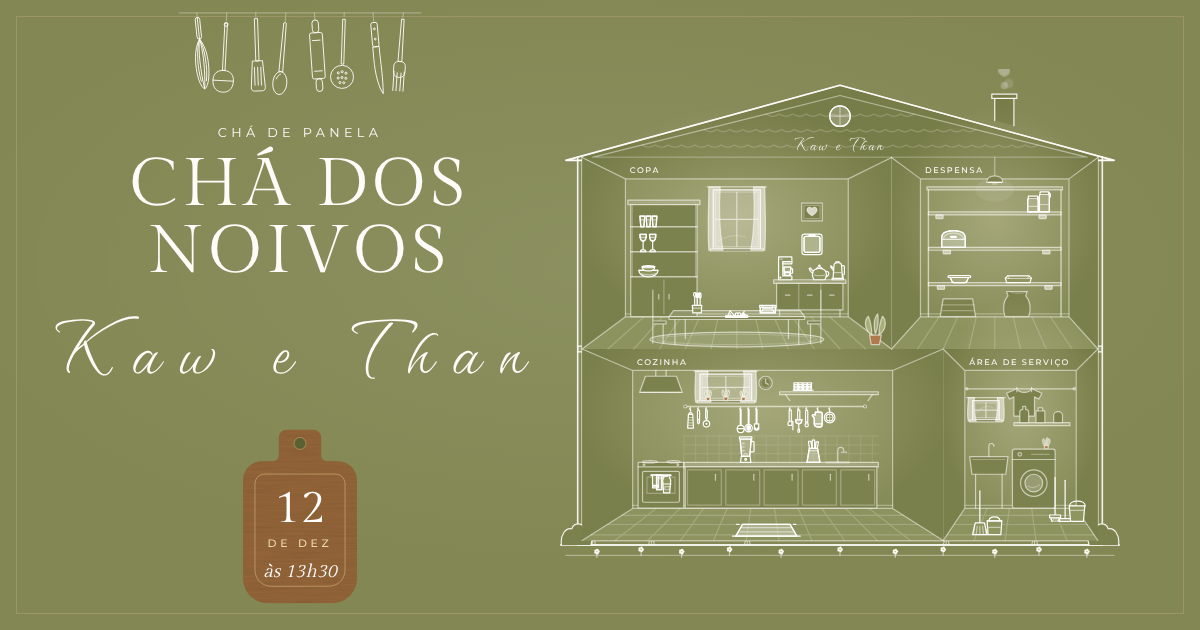 CHÁ DE PANELA
CHÁ DOS
NOIVOS
Kaw e Than
12
DE DEZ
às 13h30
Kaw e Than
COPA
DESPENSA
COZINHA
ÁREA DE SERVIÇO